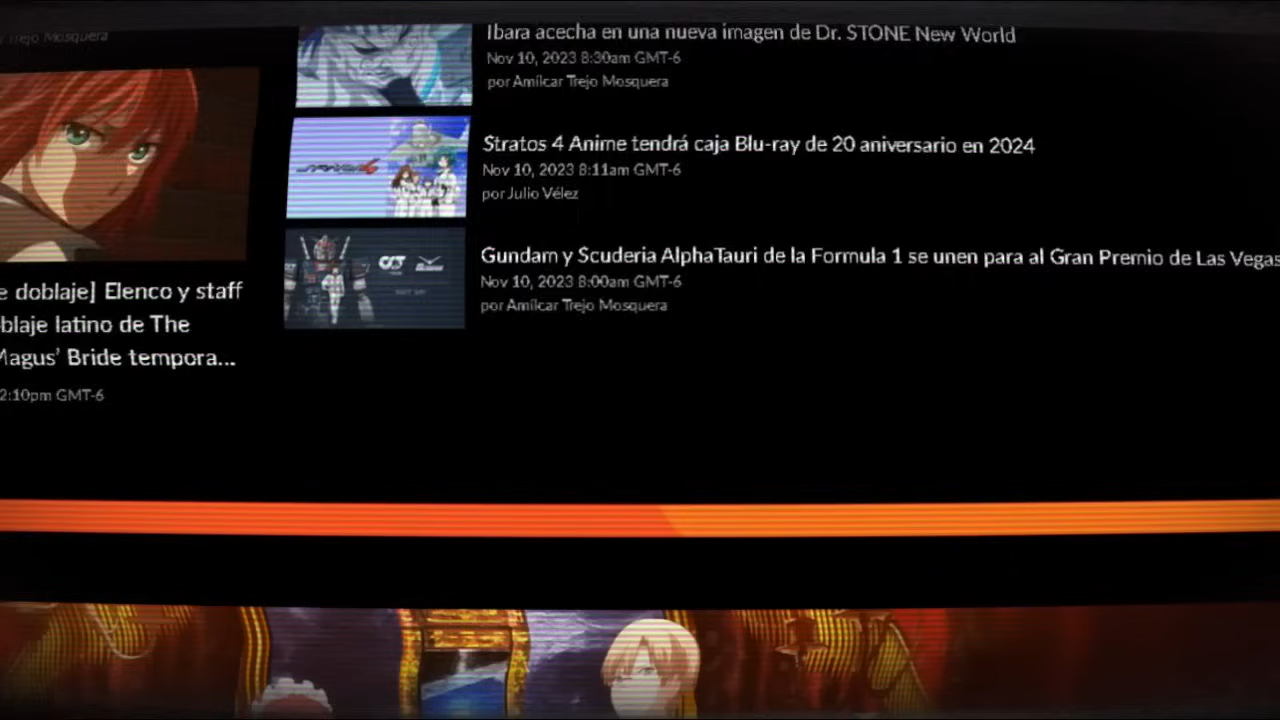 Trejo Mosquera
e doblaje] Elenco y staff
blaje latino de The
Magus' Bride tempora...
2:10pm GMT-6
Ibara acecha en una nueva imagen de Dr. STONE New World
Nov 10, 2023 8:30am GMT-6
por Amílcar Trejo Mosquera
Stratos 4 Anime tendrá caja Blu-ray de 20 aniversario en 2024
Nov 10, 2023 8:11am GMT-6
por Julio Vélez
Gundam y Scuderia AlphaTauri de la Formula 1 se unen para al Gran Premio de Las Vegas
Nov 10, 2023 8:00am GMT-6
por Amílcar Trejo Mosquera